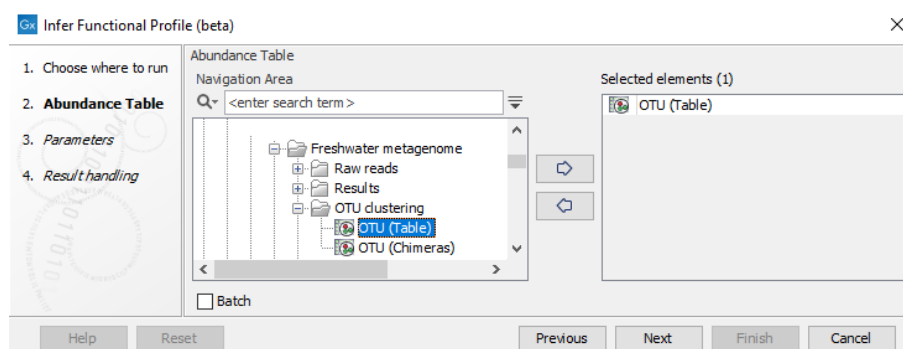 Gx Infer Functional Profile (beta)
1. Choose where to run
2. Abundance Table
3. Parameters
4. Result handling
Abundance Table
Navigation Area
<enter search term>
Freshwater metagenome
Raw reads
Results
OTU clustering
OTU (Table)
OTU (Chimeras)
Batch
Selected elements (1)
OTU (Table)
Help Reset Previous Next Finish Cancel